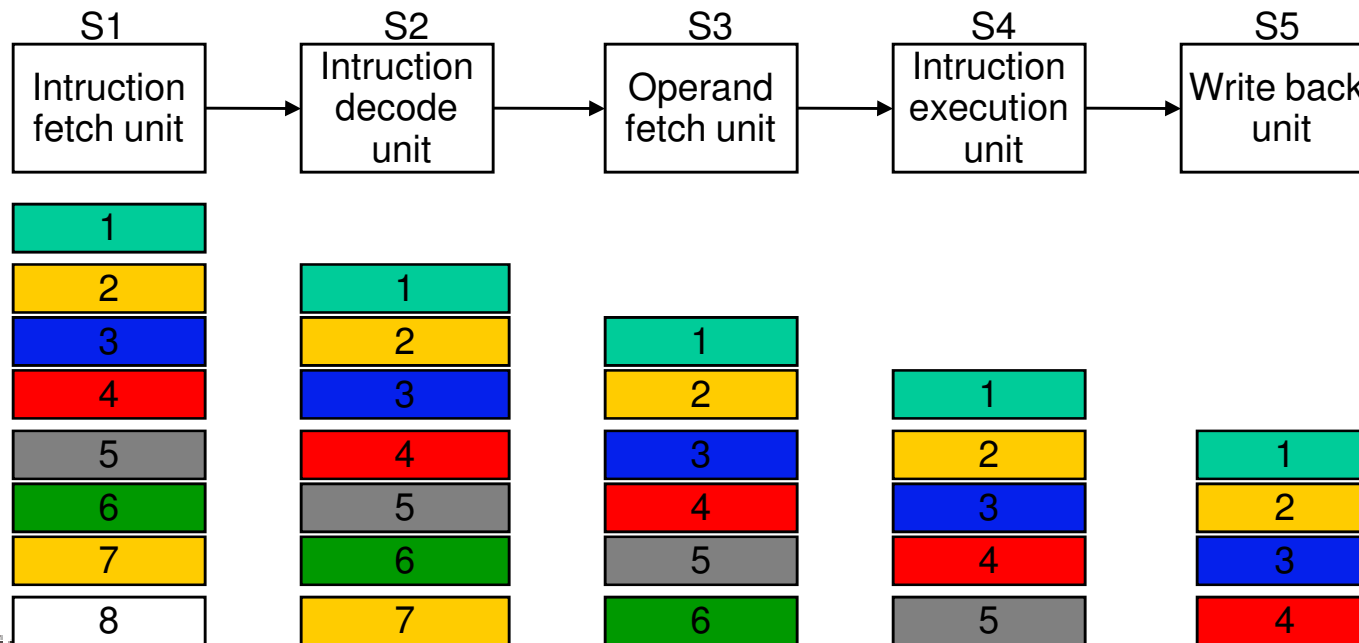 S1 S2 S3 S4 S5
Intruction
fetch unit
Intruction
decode
unit
Operand
fetch unit
Intruction
execution
unit
Write back
unit
1
2 1
3 2 1
4 3 2 1
5 4 3 2 1
6 5 4 3 2
7 6 5 4 3
8 7 6 5 4